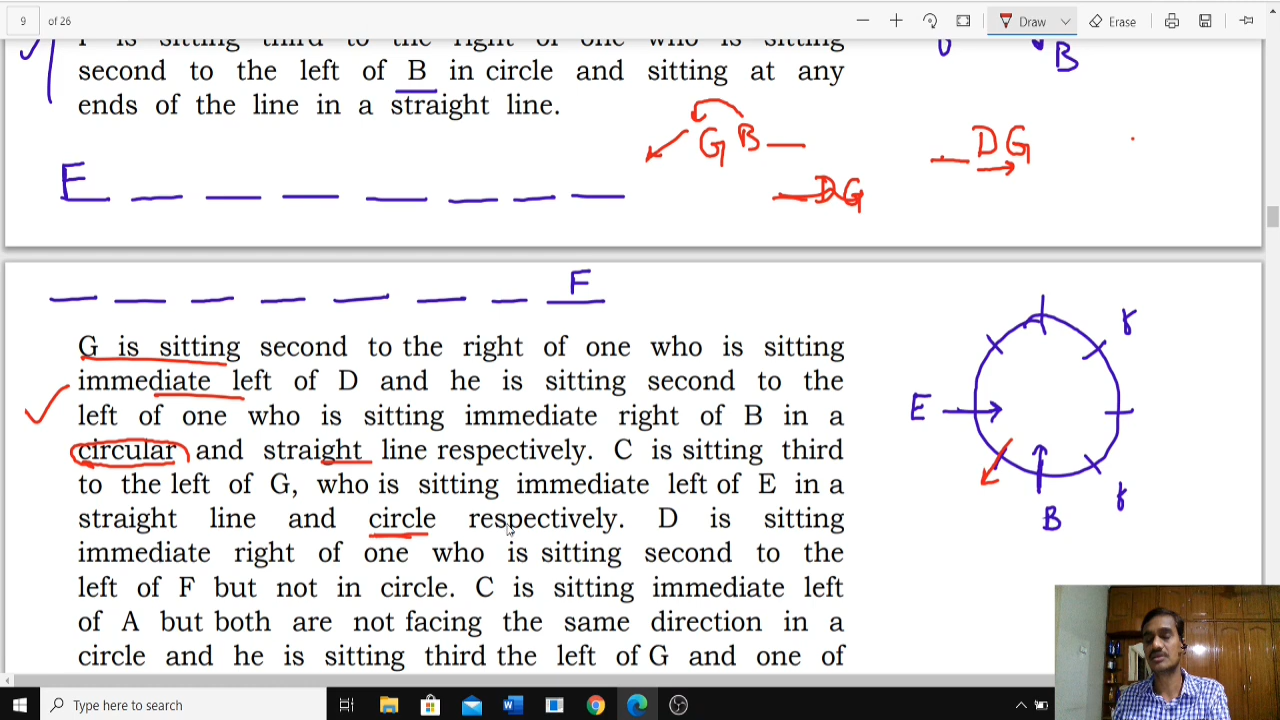 9 of 26
Draw
Erase
second to the left of B in circle and sitting at any
ends of the line in a straight line.
B
G B
D G
DG
F
F
G is sitting second to the right of one who is sitting
immediate left of D and he is sitting second to the
left of one who is sitting immediate right of B in a
circular and straight line respectively. C is sitting third
to the left of G, who is sitting immediate left of E in a
straight line and circle respectively. D is sitting
immediate right of one who is sitting second to the
left of F but not in circle. C is sitting immediate left
of A but both are not facing the same direction in a
circle and he is sitting third the left of G and one of
E
B
Type here to search